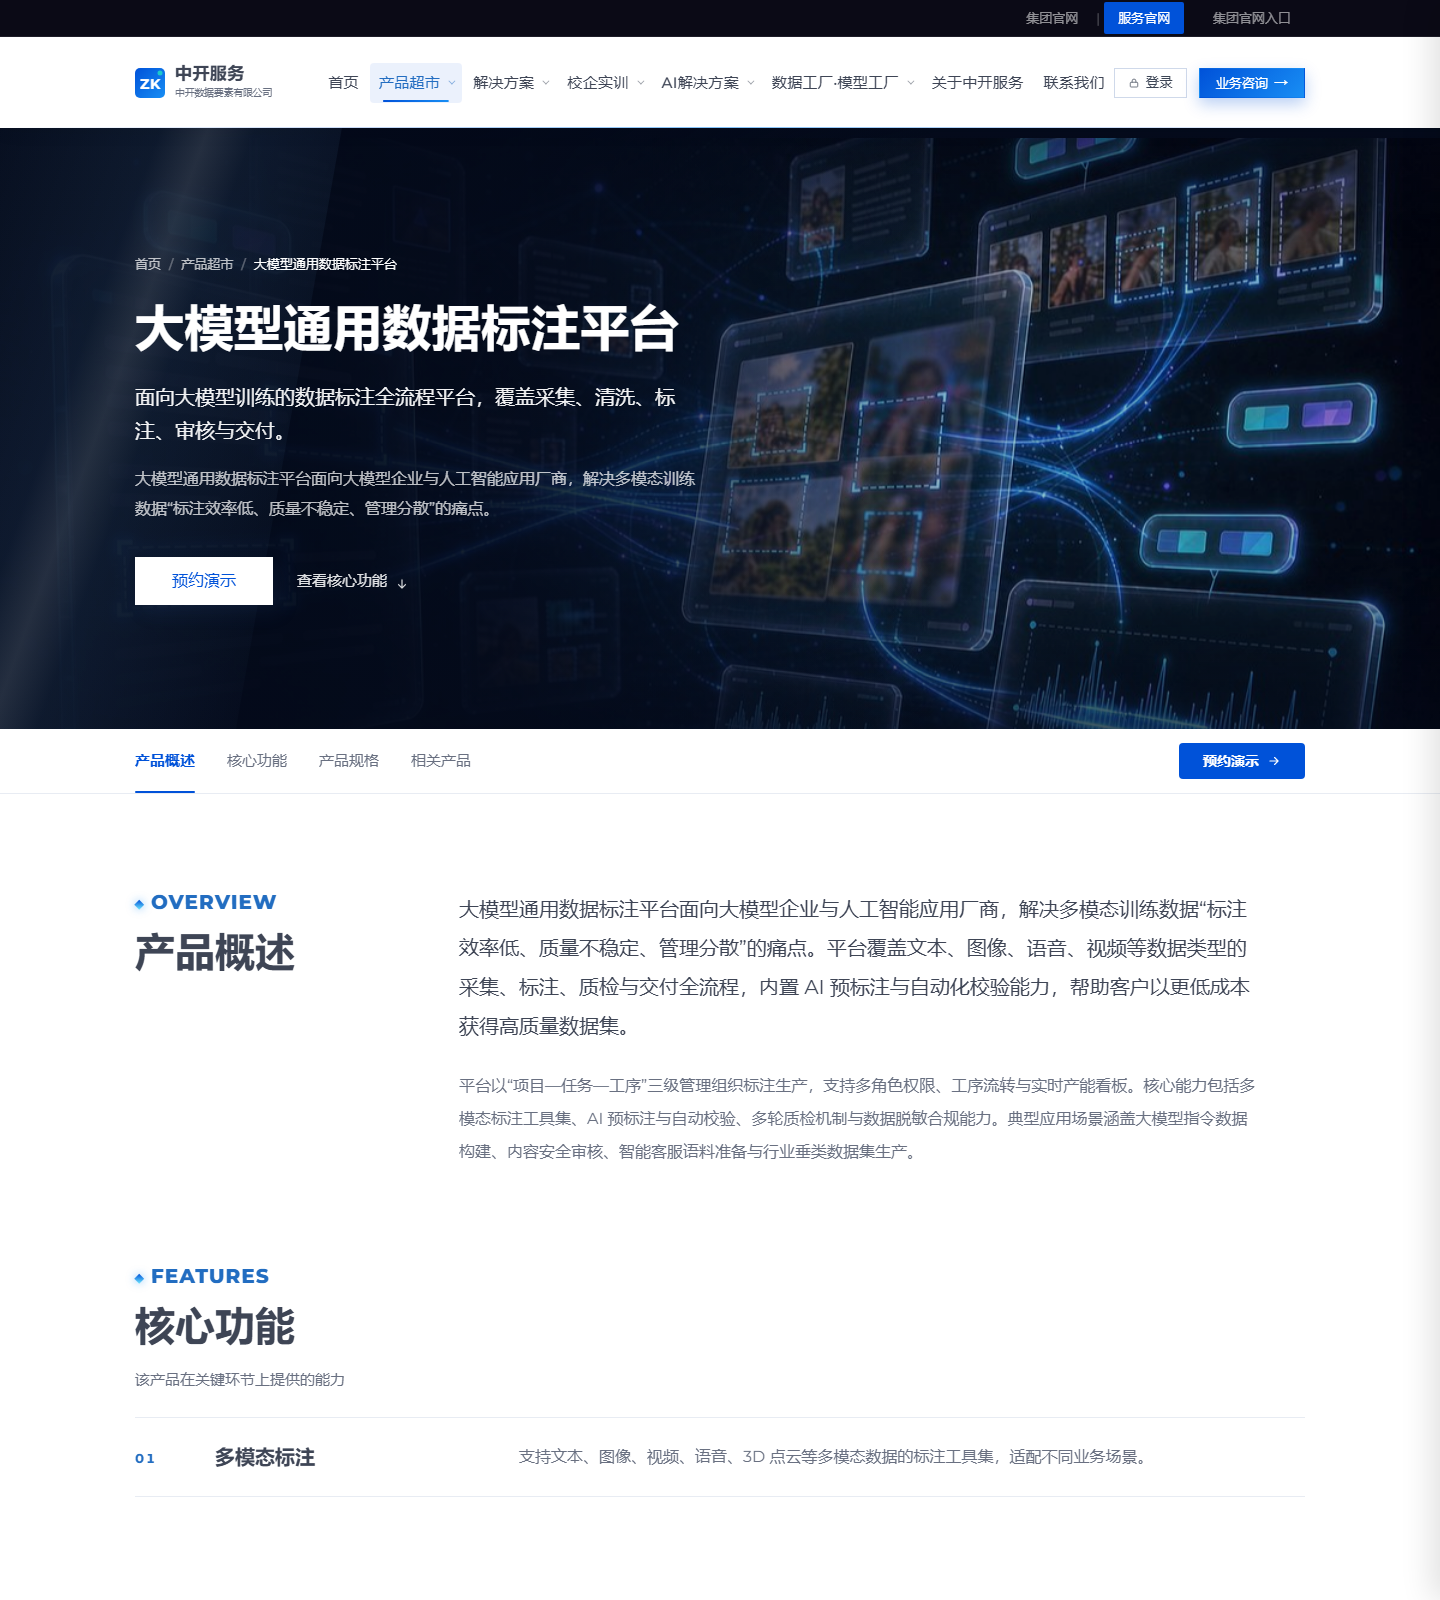 集团官网 | 服务官网 集团官网入口
ZK 中开服务
中开数据要素有限公司
首页 产品超市 解决方案 校企实训 AI解决方案 数据工厂·模型工厂 关于中开服务 联系我们 登录 业务咨询 →
首页 / 产品超市 / 大模型通用数据标注平台
大模型通用数据标注平台
面向大模型训练的数据标注全流程平台，覆盖采集、清洗、标
注、审核与交付。
大模型通用数据标注平台面向大模型企业与人工智能应用厂商，解决多模态训练
数据“标注效率低、质量不稳定、管理分散”的痛点。
预约演示 查看核心功能 ↓
产品概述 核心功能 产品规格 相关产品 预约演示 →
OVERVIEW
产品概述
大模型通用数据标注平台面向大模型企业与人工智能应用厂商，解决多模态训练数据“标注
效率低、质量不稳定、管理分散”的痛点。平台覆盖文本、图像、语音、视频等数据类型的
采集、标注、质检与交付全流程，内置 AI 预标注与自动化校验能力，帮助客户以更低成本
获得高质量数据集。
平台以“项目—任务—工序”三级管理组织标注生产，支持多角色权限、工序流转与实时产能看板。核心能力包括多
模态标注工具集、AI 预标注与自动校验、多轮质检机制与数据脱敏合规能力。典型应用场景涵盖大模型指令数据
构建、内容安全审核、智能客服语料准备与行业垂类数据集生产。
FEATURES
核心功能
该产品在关键环节上提供的能力
01 多模态标注 支持文本、图像、视频、语音、3D 点云等多模态数据的标注工具集，适配不同业务场景。